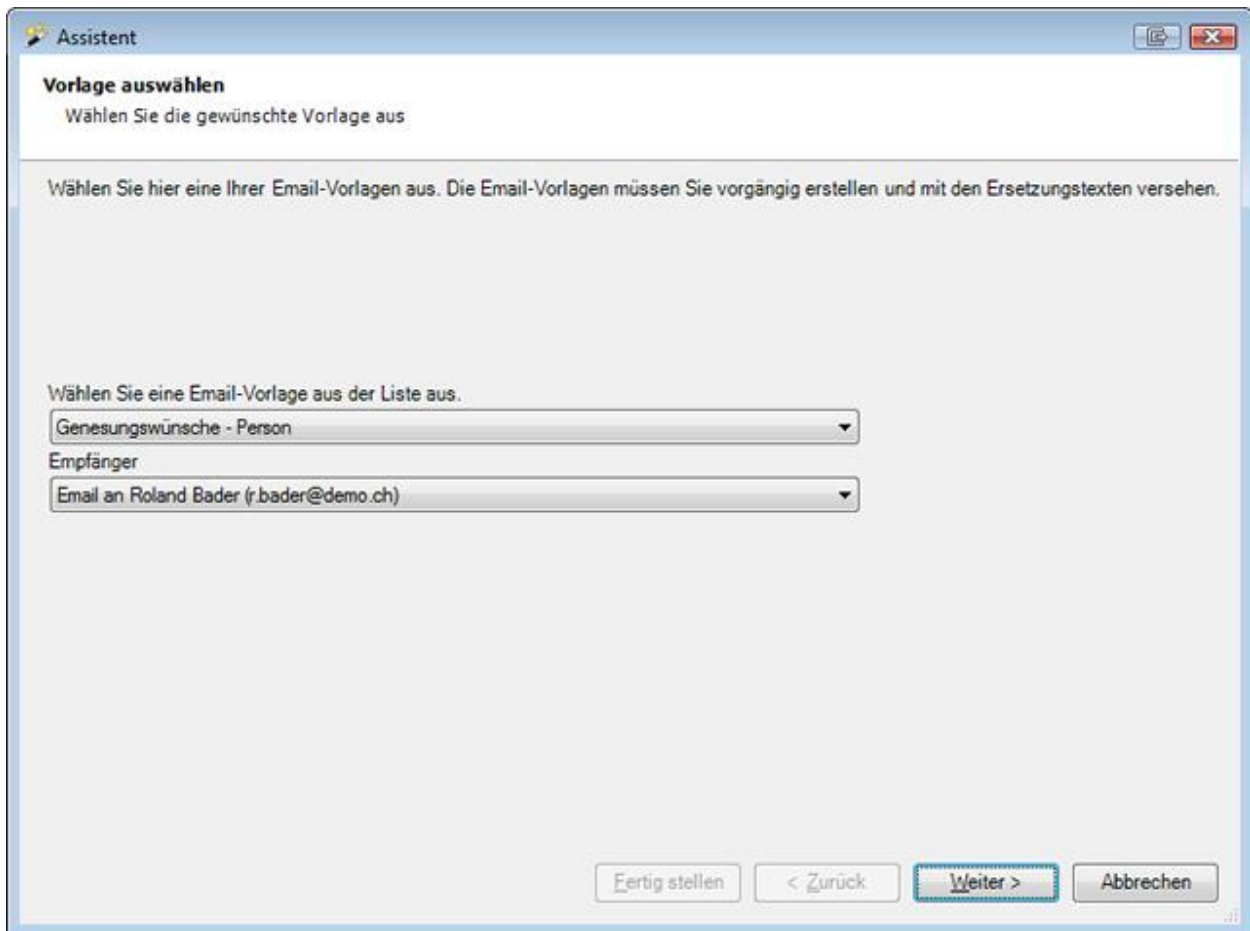 Assistent
Vorlage auswählen
Wählen Sie die gewünschte Vorlage aus
Wählen Sie hier eine Ihrer Email-Vorlagen aus. Die Email-Vorlagen müssen Sie vorgängig erstellen und mit den Ersetzungstexten versehen.
Wählen Sie eine Email-Vorlage aus der Liste aus.
Genesungswünsche - Person
Empfänger
Email an Roland Bader (r.bader@demo.ch)
Fertig stellen < Zurück Weiter > Abbrechen